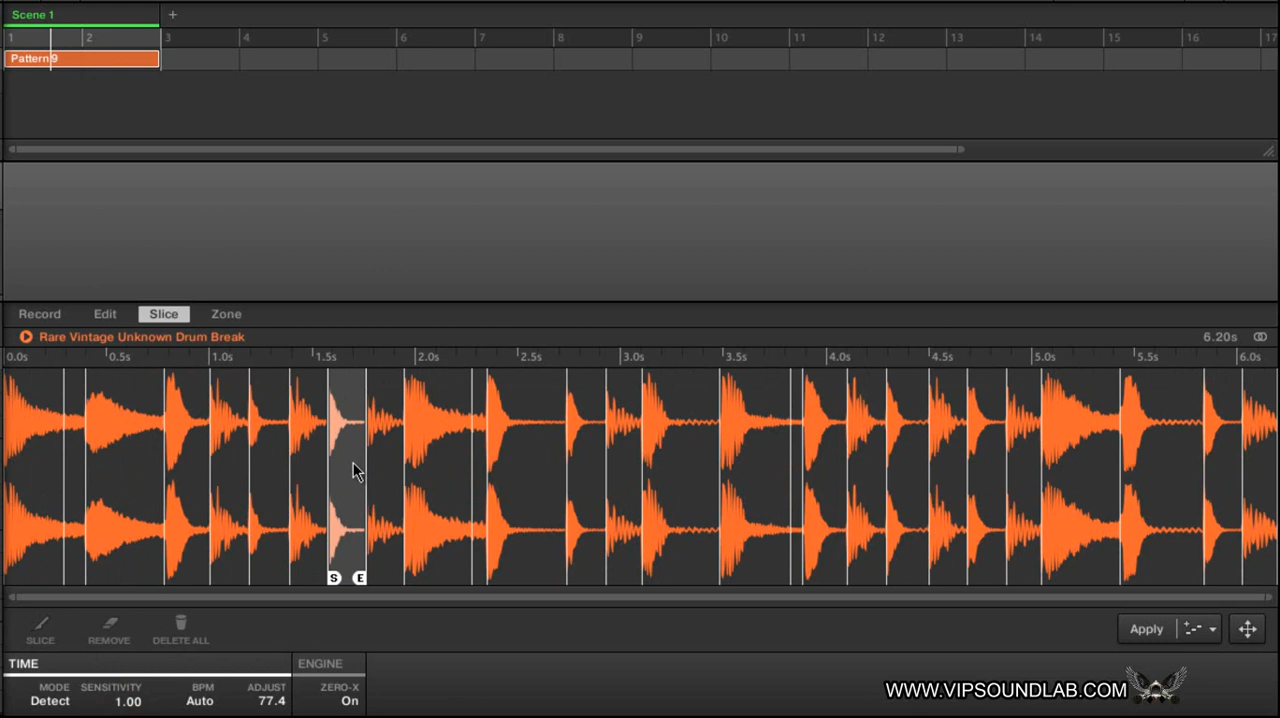 Scene 1 +
1 2 3 4 5 6 7 8 9 10 11 12 13 14 15 16 17
Pattern 9
Record Edit Slice Zone
Rare Vintage Unknown Drum Break 6.20s
0.0s 0.5s 1.0s 1.5s 2.0s 2.5s 3.0s 3.5s 4.0s 4.5s 5.0s 5.5s 6.0s
S E
SLICE REMOVE DELETE ALL Apply
TIME ENGINE
MODE SENSITIVITY BPM ADJUST ZERO-X
Detect 1.00 Auto 77.4 On
WWW.VIPSOUNDLAB.COM